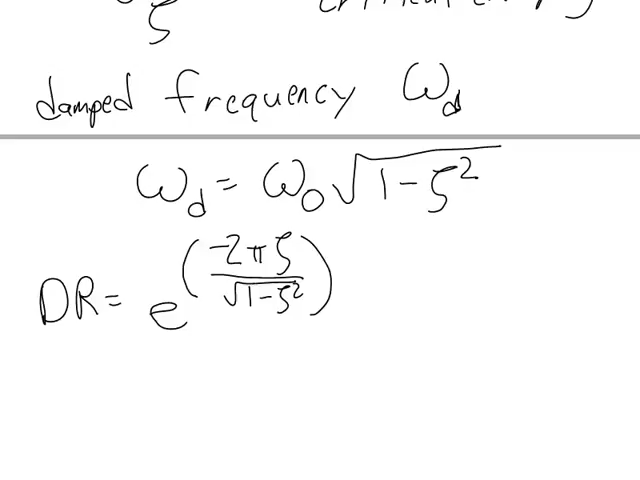 ζ
damped frequency ω_d
ω_d = ω_0 √(1 - ζ²)
DR = e^(-2πζ / √(1 - ζ²))